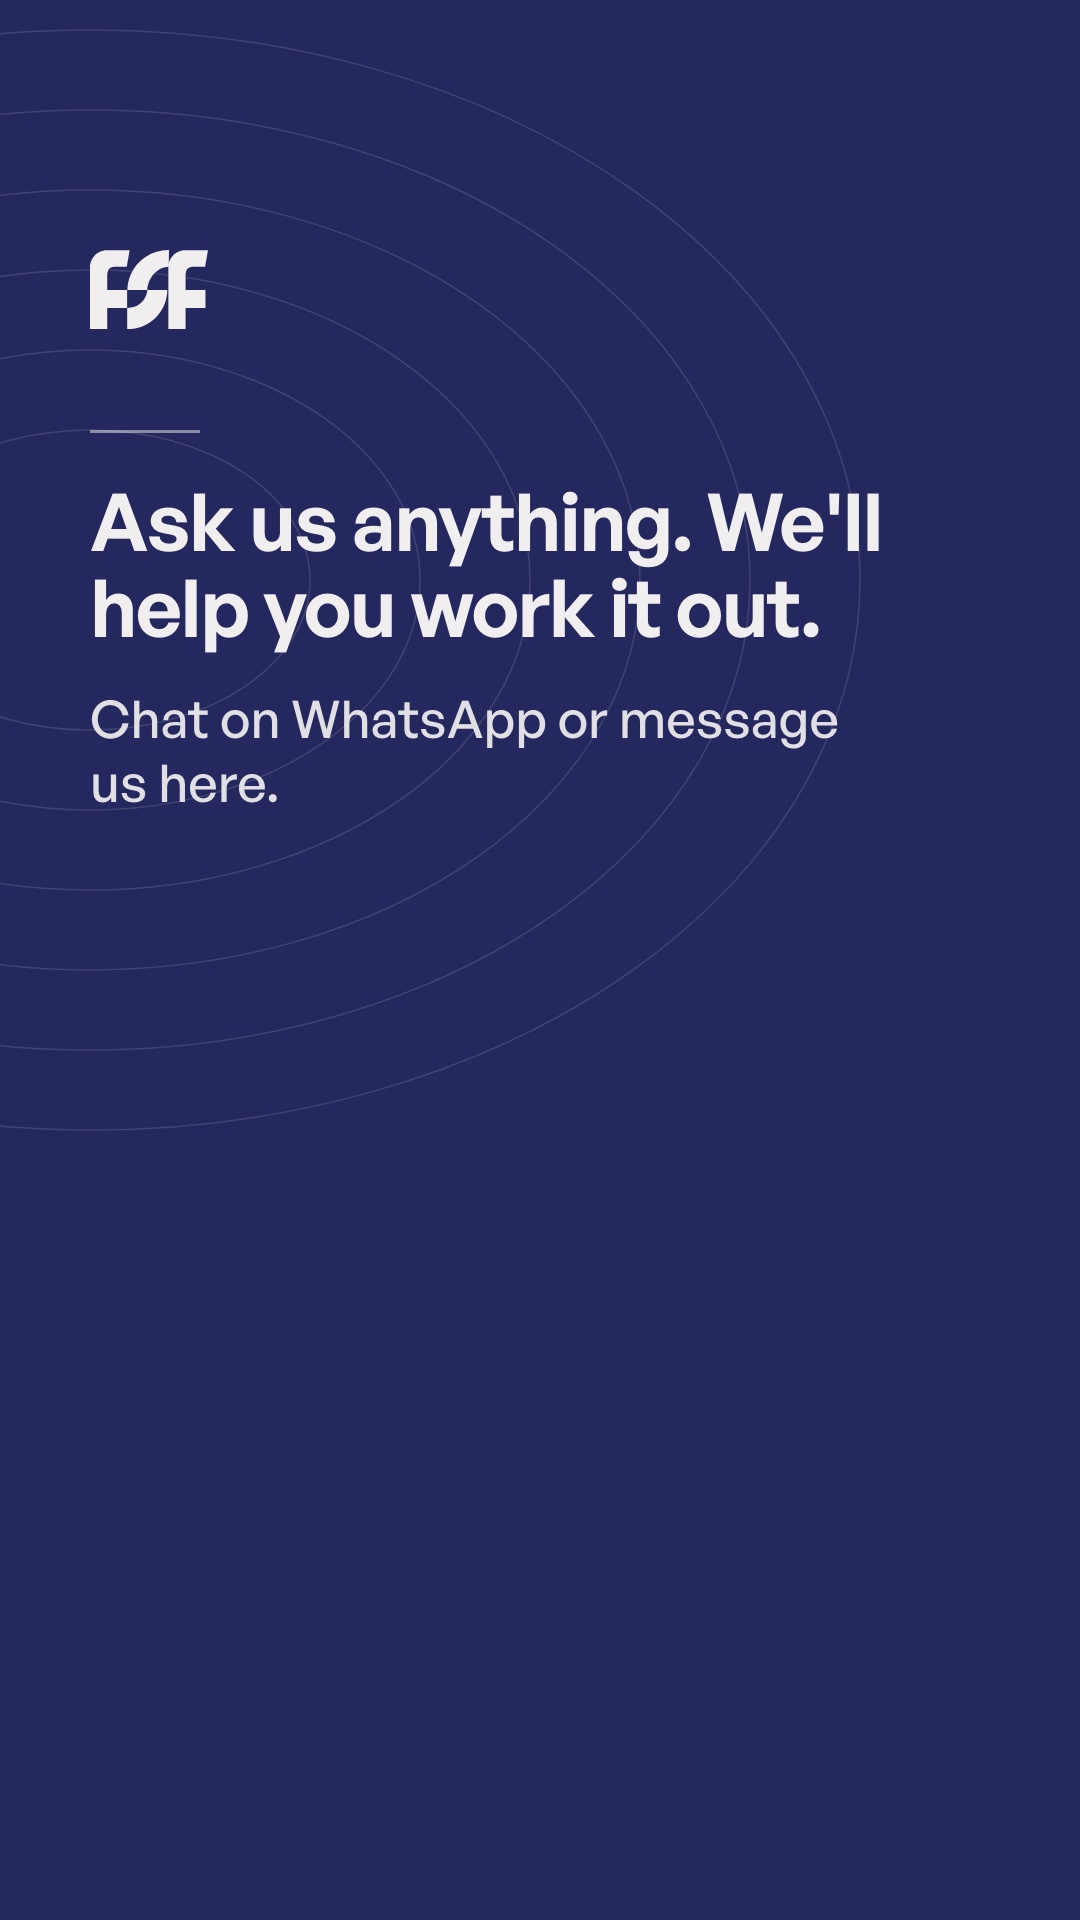 FSF
Ask us anything. We'll
help you work it out.
Chat on WhatsApp or message
us here.